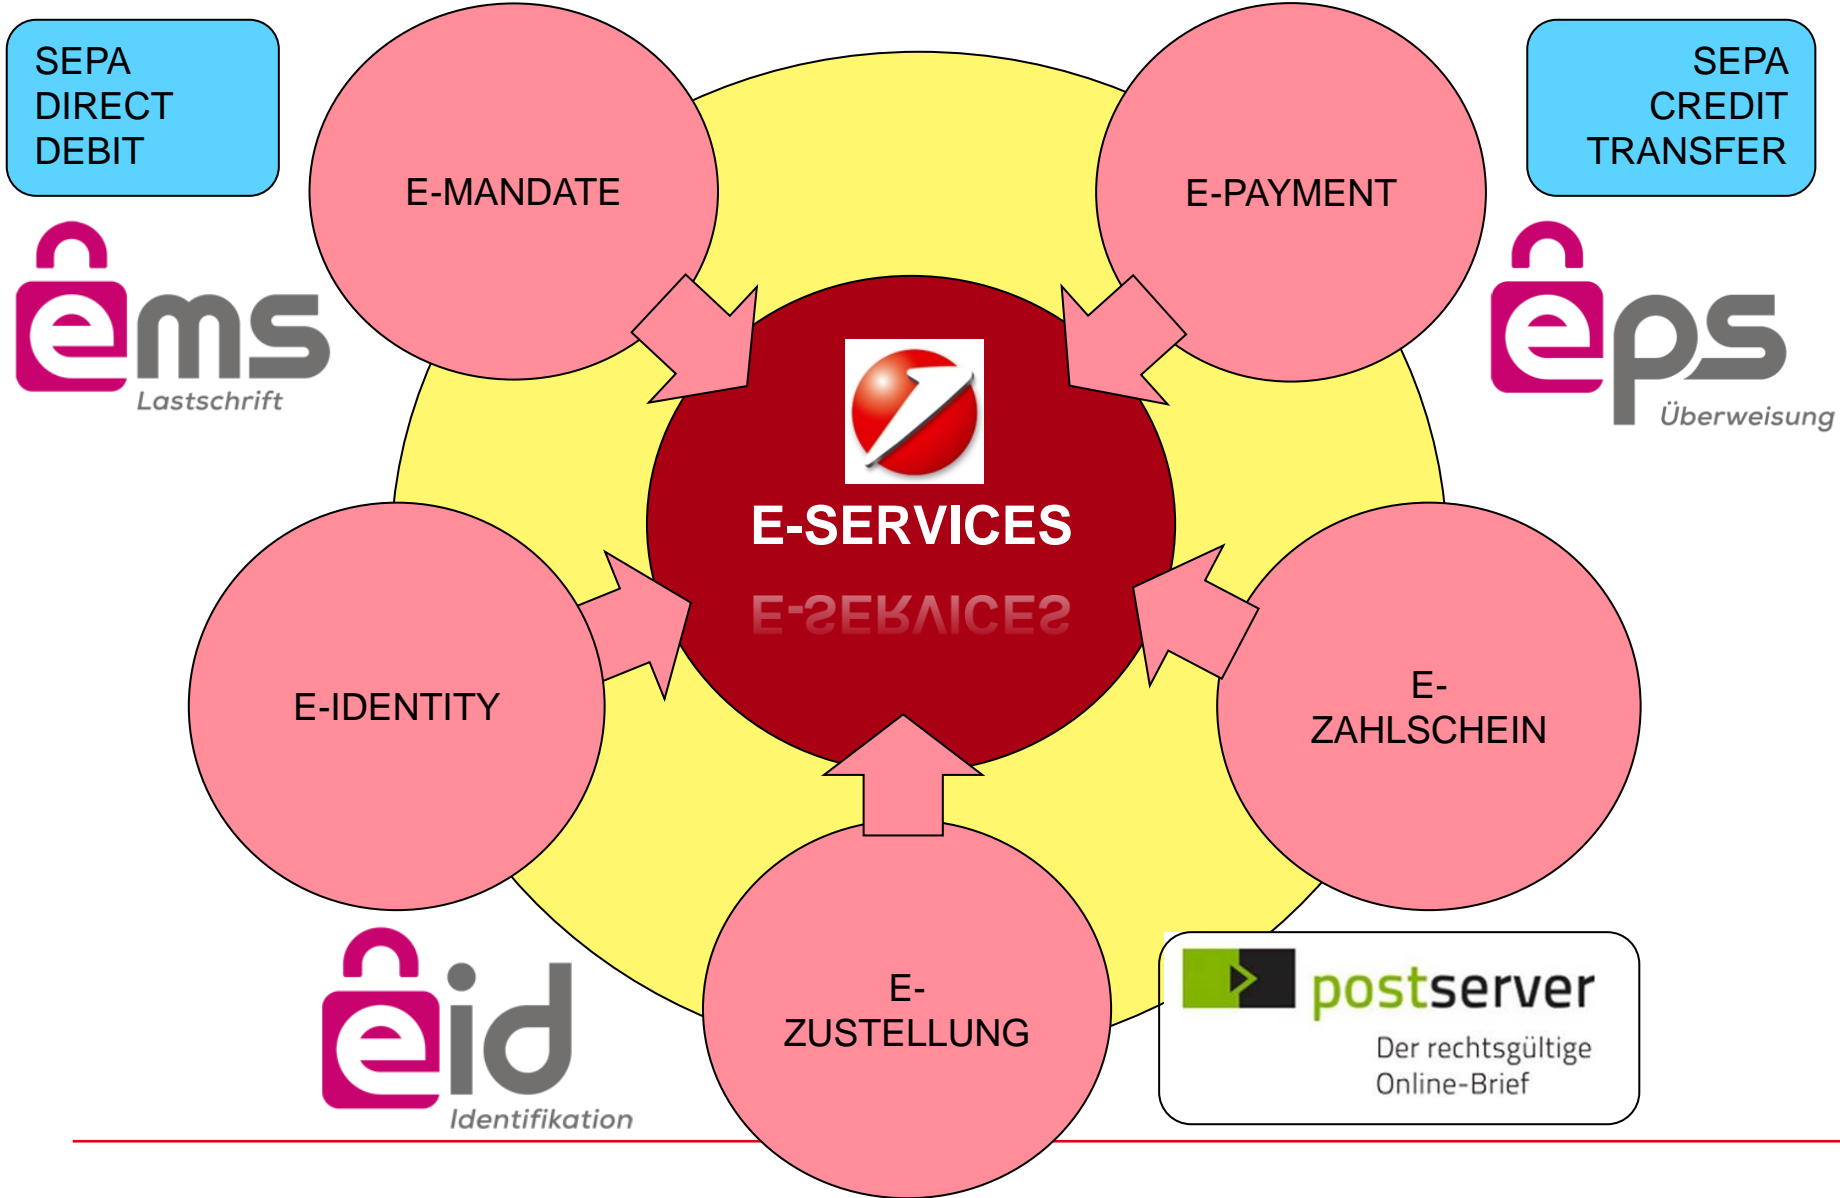 SEPA
DIRECT
DEBIT
E-MANDATE
E-PAYMENT
SEPA
CREDIT
TRANSFER
ems
Lastschrift
eps
Überweisung
E-SERVICES
E-SERVICES
E-IDENTITY
E-
ZAHLSCHEIN
eid
Identifikation
E-
ZUSTELLUNG
postserver
Der rechtsgültige
Online-Brief